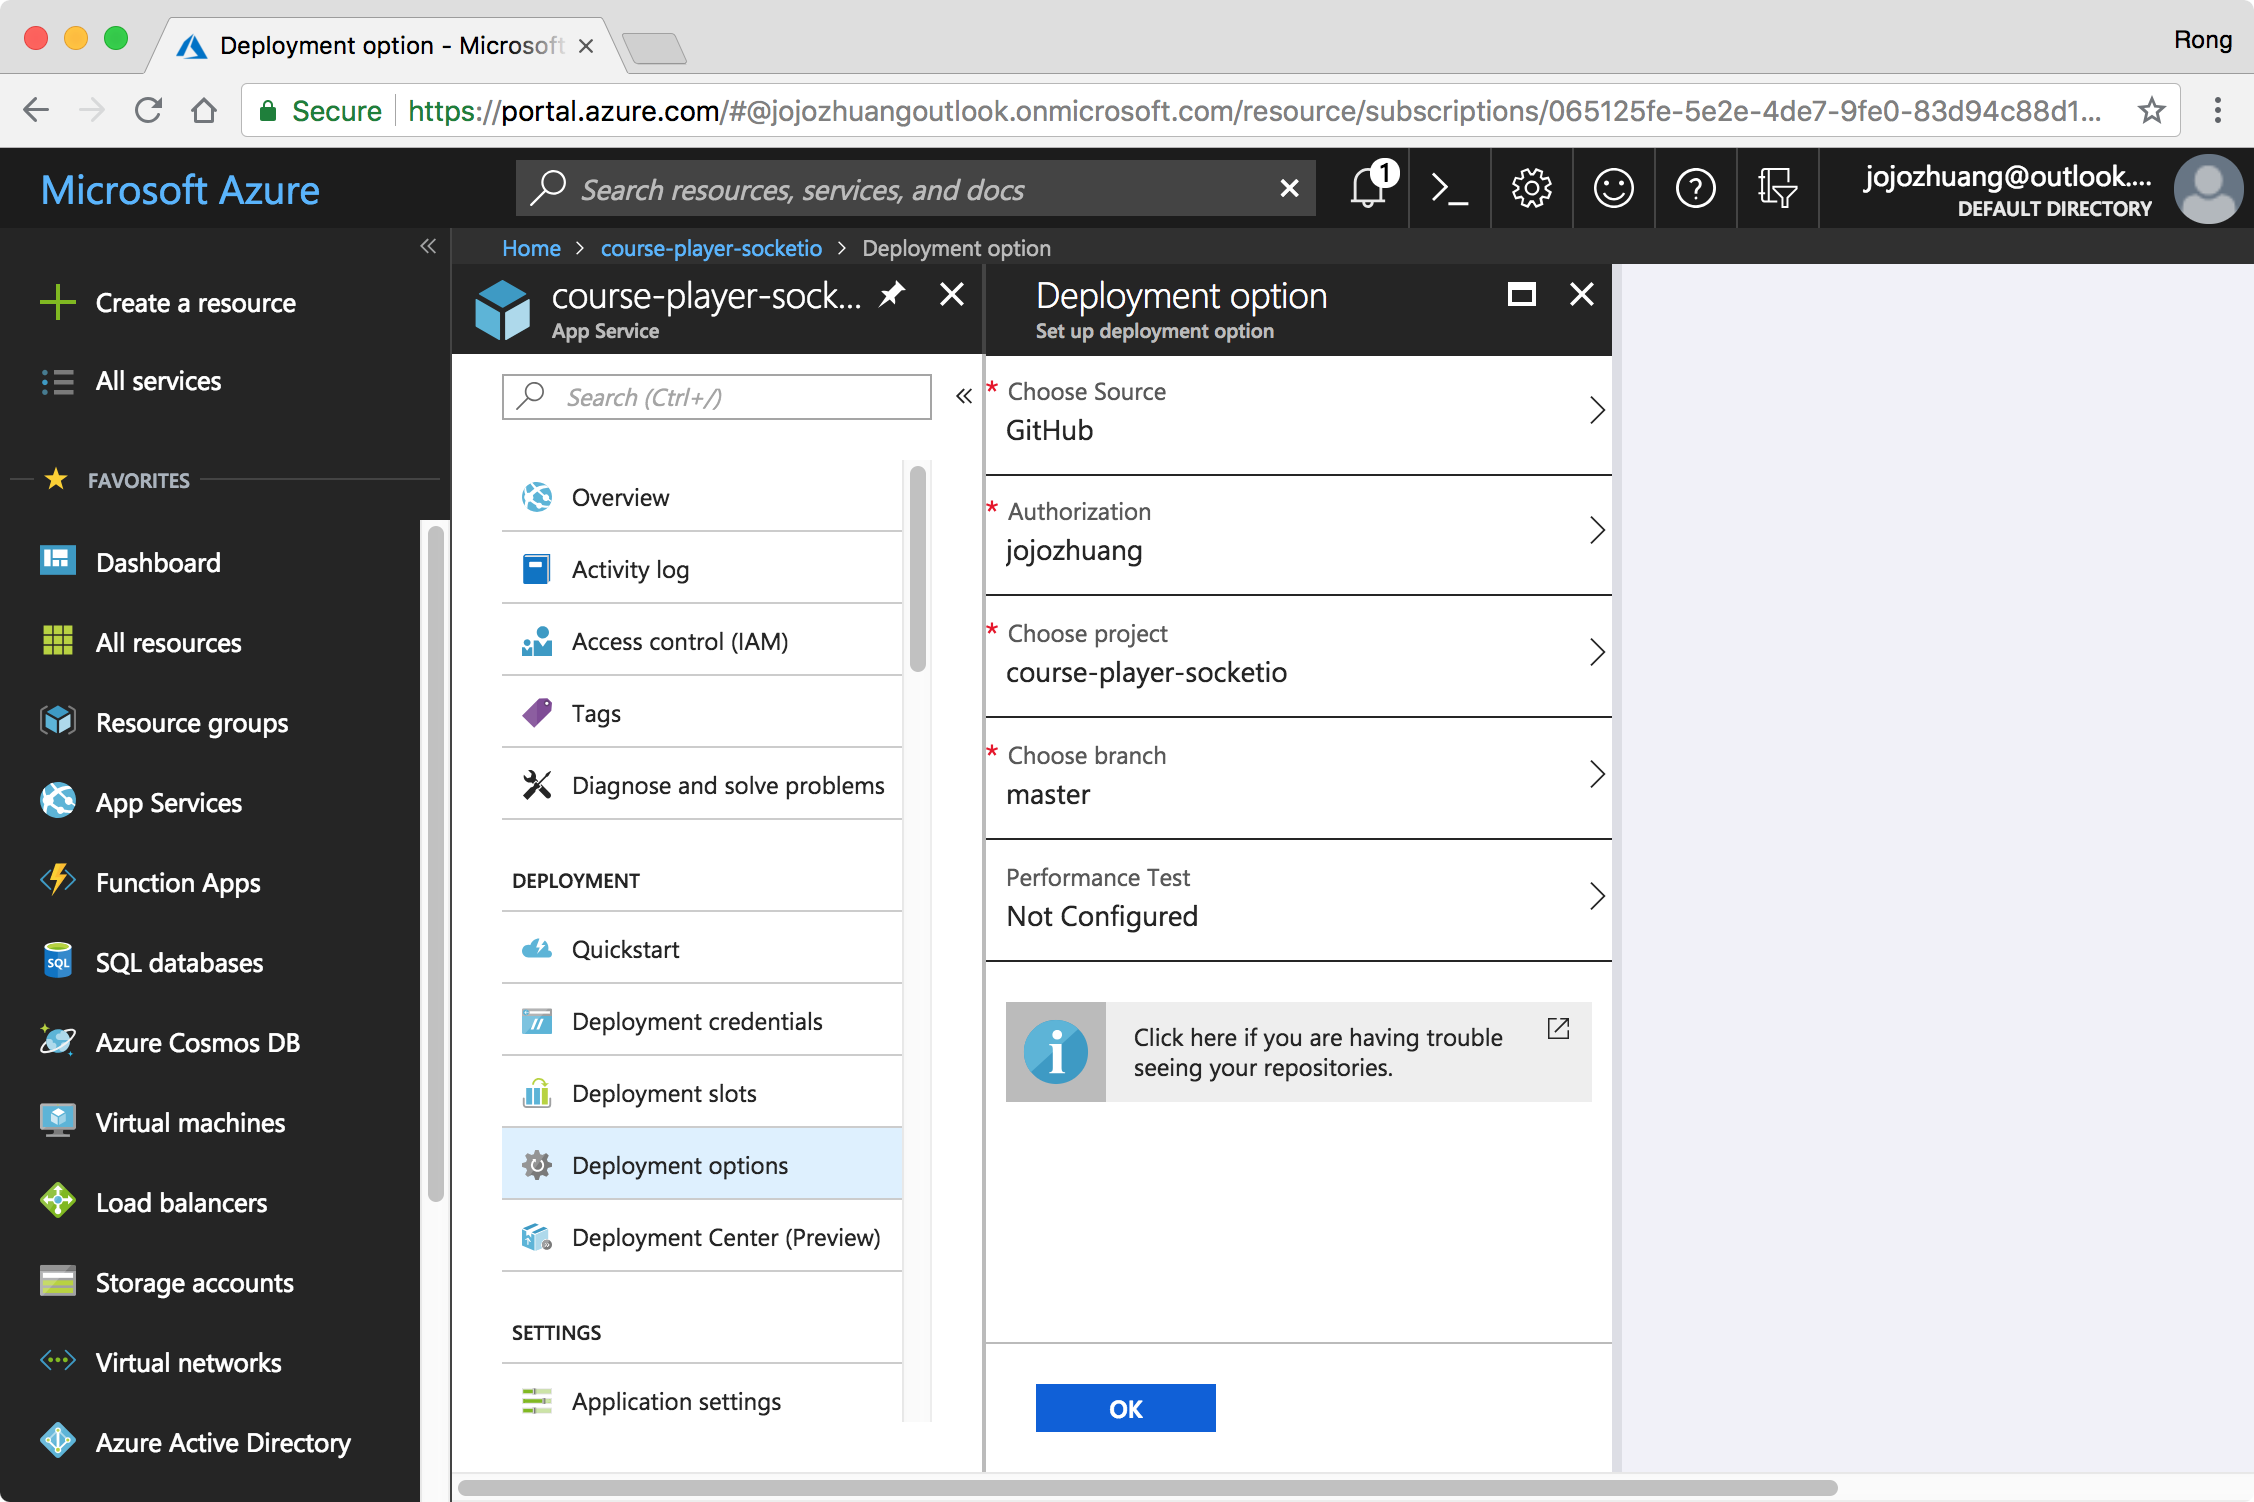 Deployment option - Microsoft
Rong
Secure
https://portal.azure.com/#@jojozhuangoutlook.onmicrosoft.com/resource/subscriptions/065125fe-5e2e-4de7-9fe0-83d94c88d1...
Microsoft Azure
Search resources, services, and docs
1
jojozhuang@outlook....
DEFAULT DIRECTORY
Home > course-player-socketio > Deployment option
Create a resource
All services
FAVORITES
Dashboard
All resources
Resource groups
App Services
Function Apps
SQL
SQL databases
Azure Cosmos DB
Virtual machines
Load balancers
Storage accounts
Virtual networks
Azure Active Directory
course-player-sock...
App Service
Search (Ctrl+/)
Overview
Activity log
Access control (IAM)
Tags
Diagnose and solve problems
DEPLOYMENT
Quickstart
Deployment credentials
Deployment slots
Deployment options
Deployment Center (Preview)
SETTINGS
Application settings
Deployment option
Set up deployment option
* Choose Source
GitHub
* Authorization
jojozhuang
* Choose project
course-player-socketio
* Choose branch
master
Performance Test
Not Configured
Click here if you are having trouble
seeing your repositories.
OK